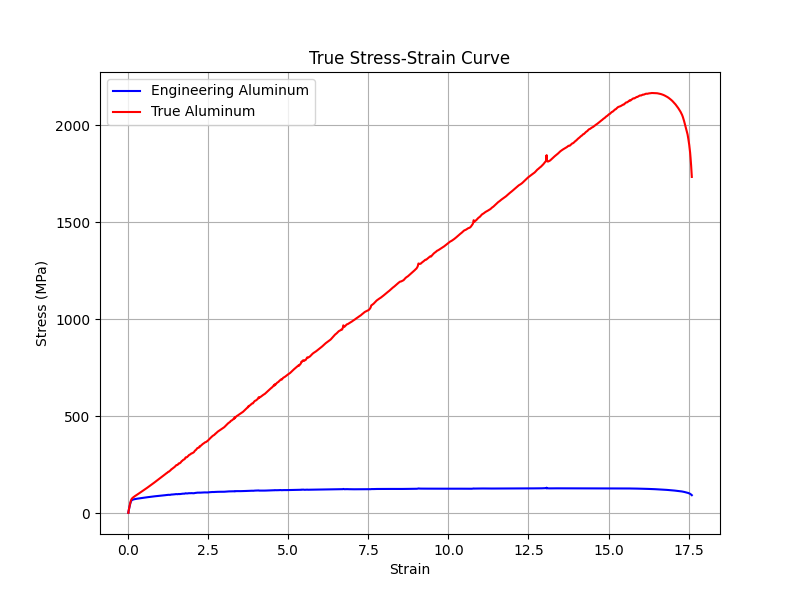 True Stress-Strain Curve
Engineering Aluminum
True Aluminum
Stress (MPa)
2000
1500
1000
500
0
0.0 2.5 5.0 7.5 10.0 12.5 15.0 17.5
Strain